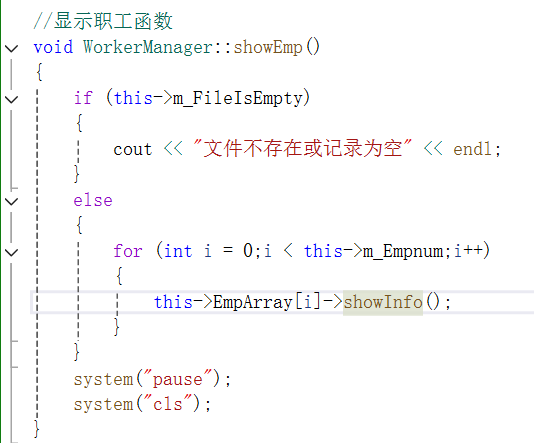 //显示职工函数
void WorkerManager::showEmp()
{
if (this->m_FileIsEmpty)
{
cout << "文件不存在或记录为空" << endl;
}
else
{
for (int i = 0;i < this->m_Empnum;i++)
{
this->EmpArray[i]->showInfo();
}
}
system("pause");
system("cls");
}